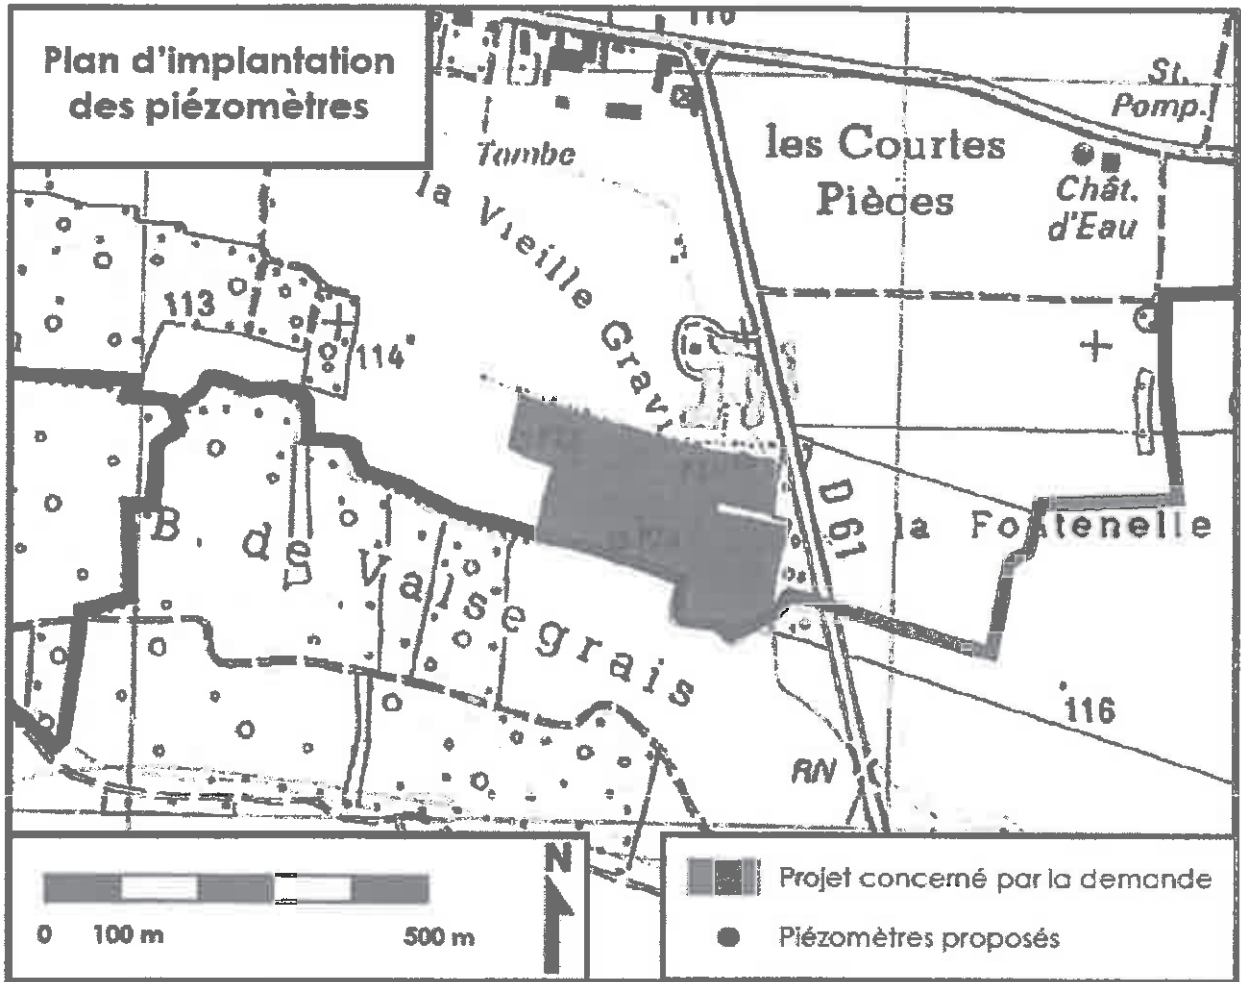 Plan d'implantation
des piézomètres
110
St.
Pomp.
Tombe
les Courtes
Pièces
Chât.
d'Eau
la Vieille Grav
113
114
D 61
la Fontenelle
B. de Valsegrais
116
RN
N
0 100 m 500 m
Projet concerné par la demande
Piézomètres proposés